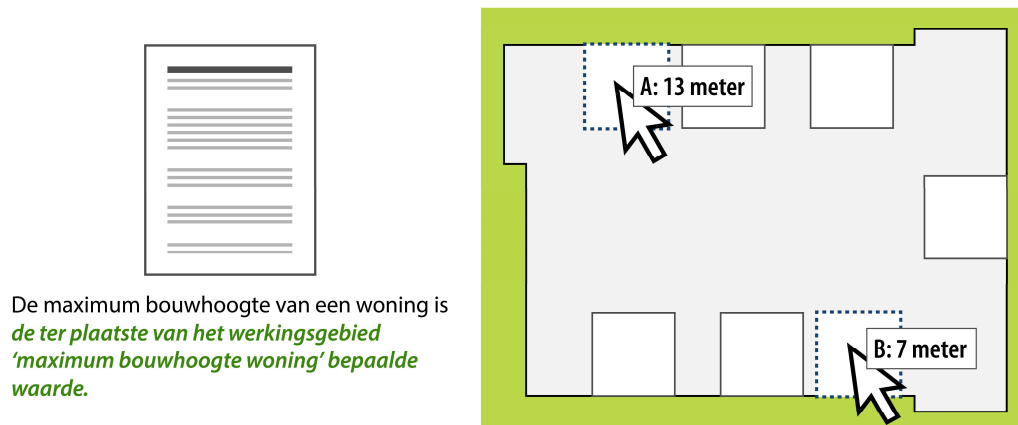 De maximum bouwhoogte van een woning is
de ter plaatste van het werkingsgebied
‘maximum bouwhoogte woning’ bepaalde
waarde.
A: 13 meter
B: 7 meter